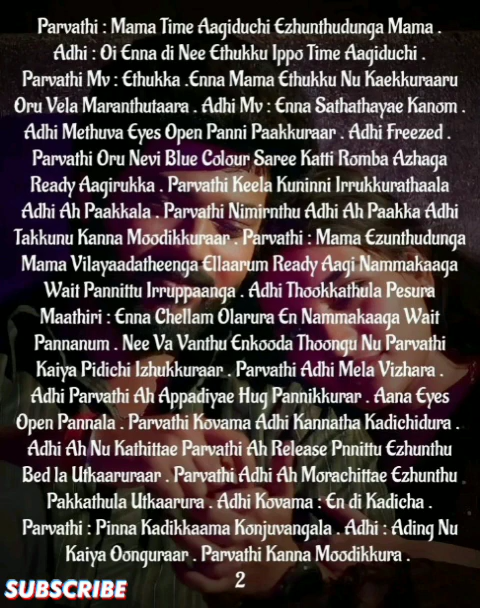 Parvathi : Mama Time Aagiduchi Ezhunthudunga Mama .
Adhi : Oi Enna di Nee Ethukku Ippo Time Aagiduchi .
Parvathi Mv : Ethukka .Enna Mama Ethukku Nu Kaekkuraaru
Oru Vela Maranthutaara . Adhi Mv : Enna Sathathayae Kanom .
Adhi Methuva Eyes Open Panni Paakkuraar . Adhi Freezed .
Parvathi Oru Nevi Blue Colour Saree Katti Romba Azhaga
Ready Aagirukka . Parvathi Keela Kuninni Irrukkurathaala
Adhi Ah Paakkala . Parvathi Nimirnthu Adhi Ah Paakka Adhi
Takkunu Kanna Moodikkuraar . Parvathi : Mama Ezunthudunga
Mama Vilayaadatheenga Ellaarum Ready Aagi Nammakaaga
Wait Pannittu Irruppaanga . Adhi Thookkathula Pesura
Maathiri : Enna Chellam Olarura En Nammakaaga Wait
Pannanum . Nee Va Vanthu Enkooda Thoongu Nu Parvathi
Kaiya Pidichi Izhukkuraar . Parvathi Adhi Mela Vizhara .
Adhi Parvathi Ah Appadiyae Hug Pannikkurar . Aana Eyes
Open Pannala . Parvathi Kovama Adhi Kannatha Kadichidura .
Adhi Ah Nu Kathittae Parvathi Ah Release Pnnittu Ezhunthu
Bed la Utkaaruraar . Parvathi Adhi Ah Morachittae Ezhunthu
Pakkathula Utkaarura . Adhi Kovama : En di Kadicha .
Parvathi : Pinna Kadikkaama Konjuvangala . Adhi : Ading Nu
Kaiya Oonguraar . Parvathi Kanna Moodikkura .
2
SUBSCRIBE